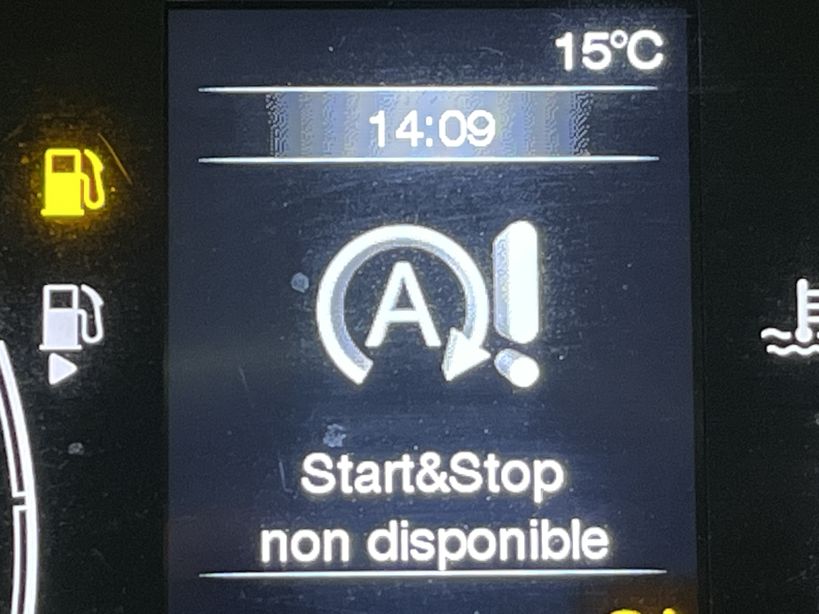 15°C
14:09
A!
Start&Stop
non disponible